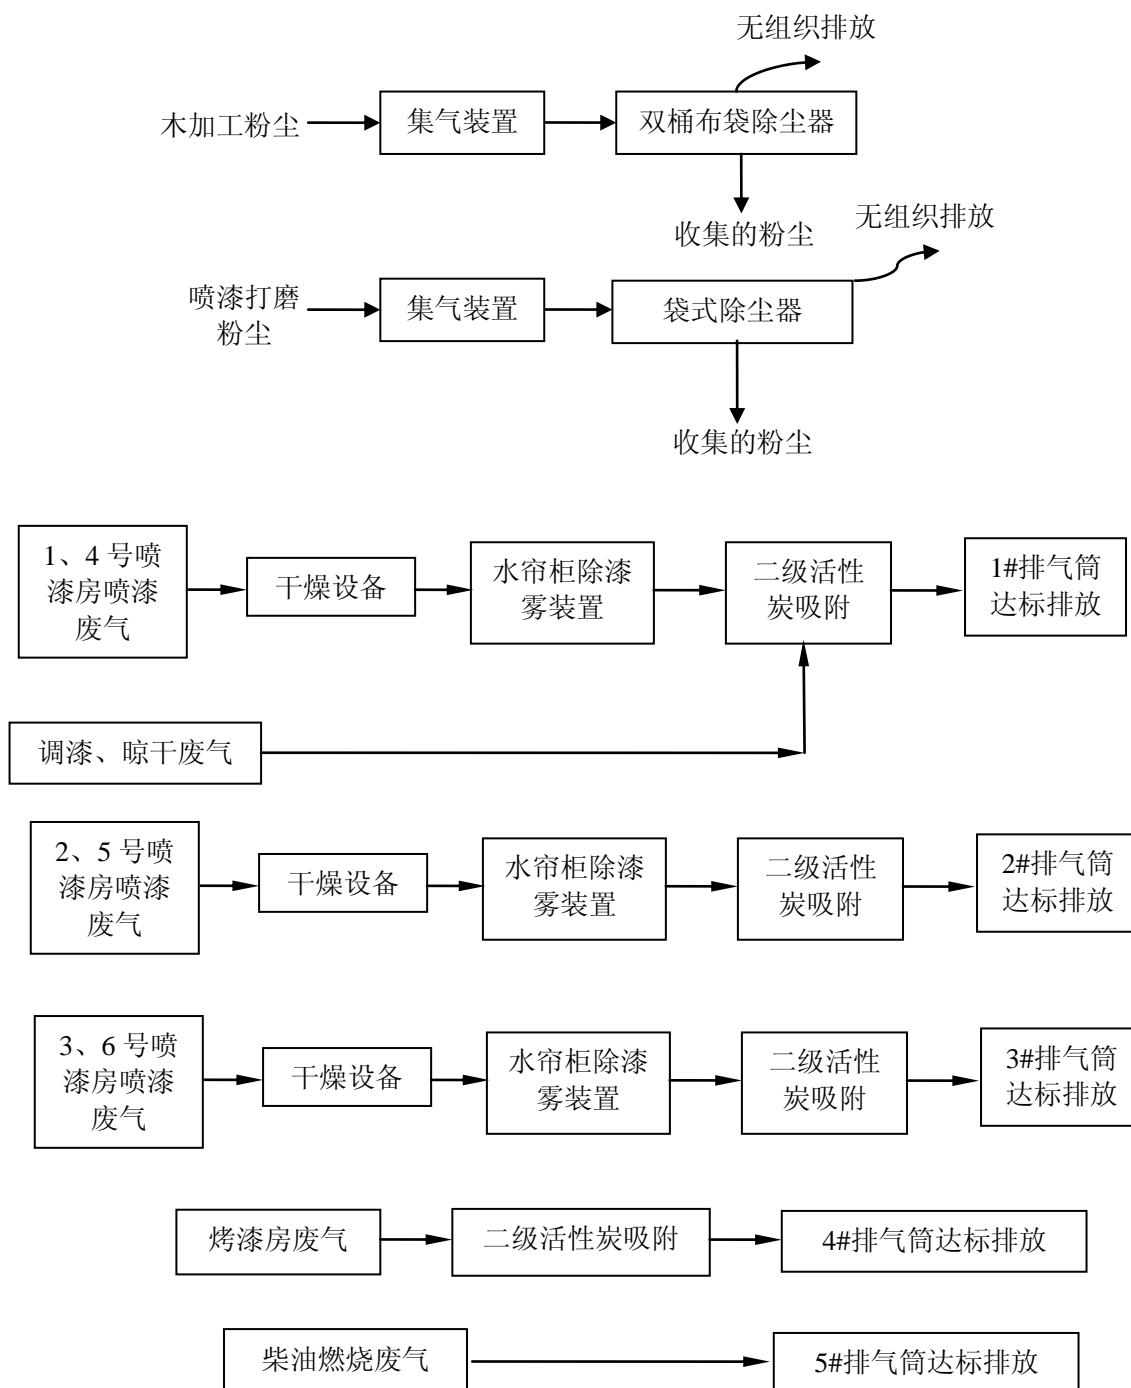 无组织排放
木加工粉尘
集气装置
双桶布袋除尘器
收集的粉尘
无组织排放
喷漆打磨
粉尘
集气装置
袋式除尘器
收集的粉尘
1、4 号喷
漆房喷漆
废气
干燥设备
水帘柜除漆
雾装置
二级活性
炭吸附
1#排气筒
达标排放
调漆、晾干废气
2、5 号喷
漆房喷漆
废气
干燥设备
水帘柜除漆
雾装置
二级活性
炭吸附
2#排气筒
达标排放
3、6 号喷
漆房喷漆
废气
干燥设备
水帘柜除漆
雾装置
二级活性
炭吸附
3#排气筒
达标排放
烤漆房废气
二级活性炭吸附
4#排气筒达标排放
柴油燃烧废气
5#排气筒达标排放